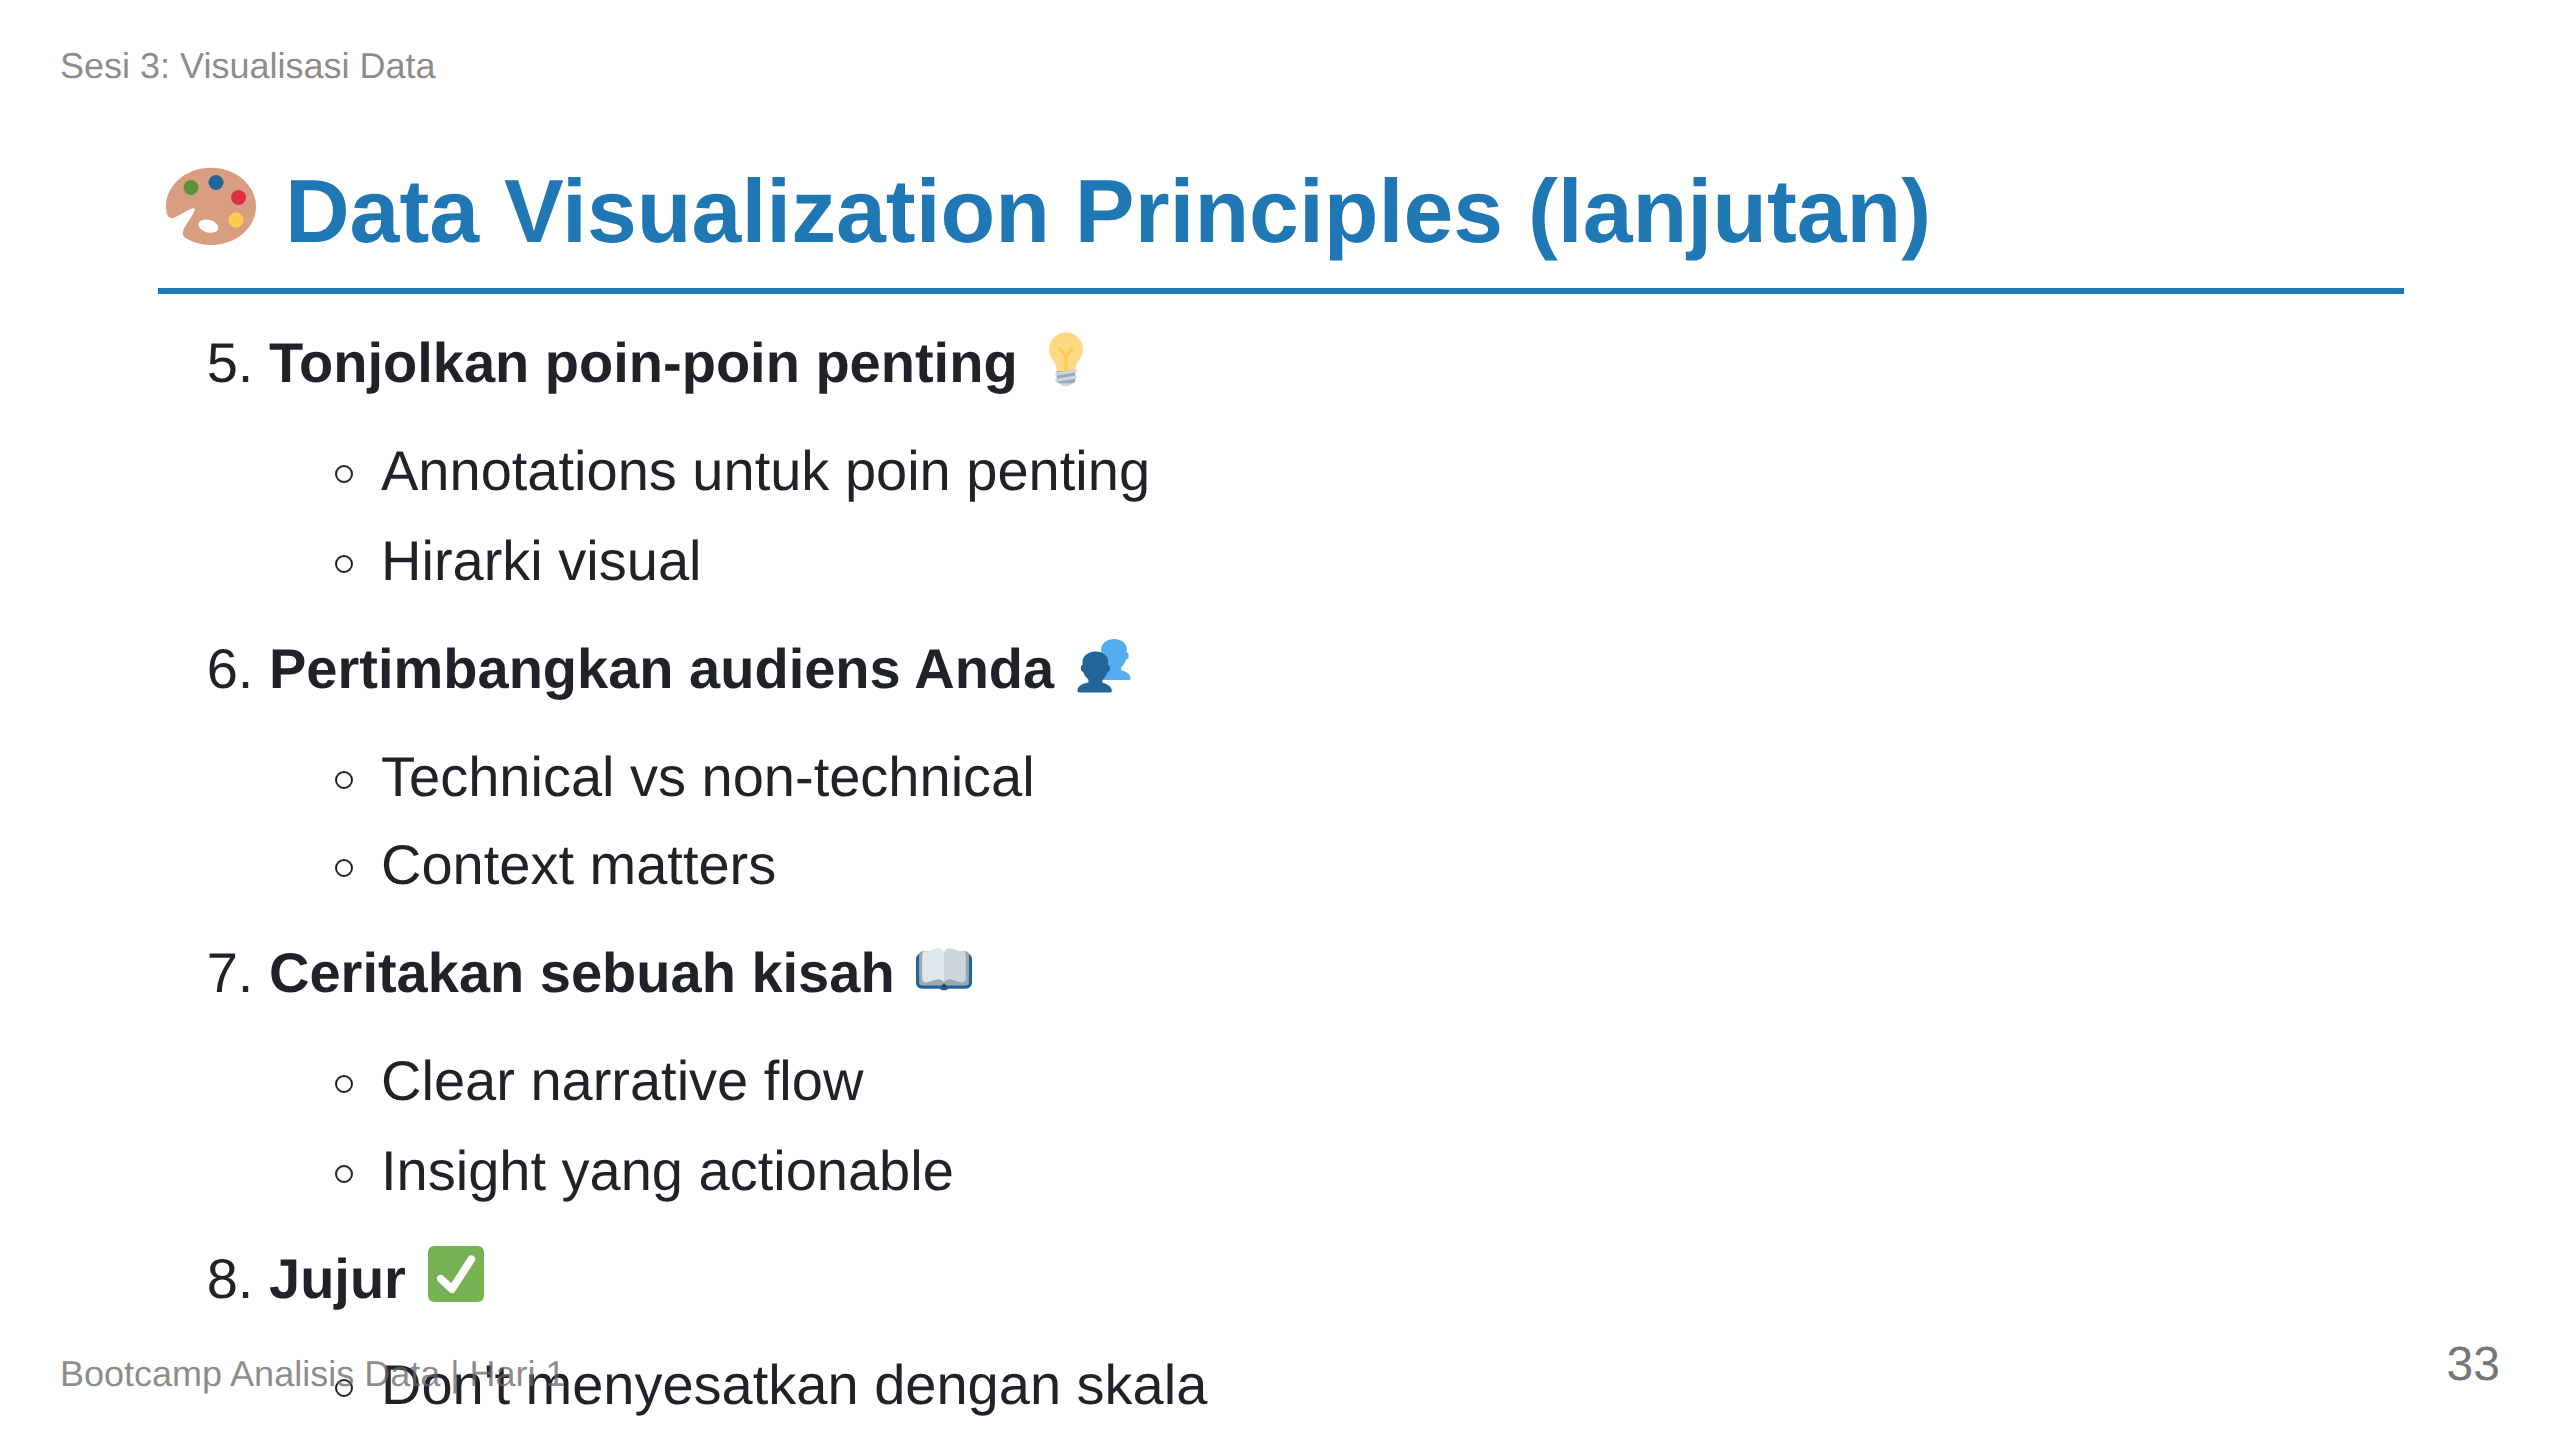 Sesi 3: Visualisasi Data
🎨 Data Visualization Principles (lanjutan)
5. Tonjolkan poin-poin penting 💡
○ Annotations untuk poin penting
○ Hirarki visual
6. Pertimbangkan audiens Anda 👥
○ Technical vs non-technical
○ Context matters
7. Ceritakan sebuah kisah 📖
○ Clear narrative flow
○ Insight yang actionable
8. Jujur ✅
○ Don't menyesatkan dengan skala
Bootcamp Analisis Data | Hari 1
33